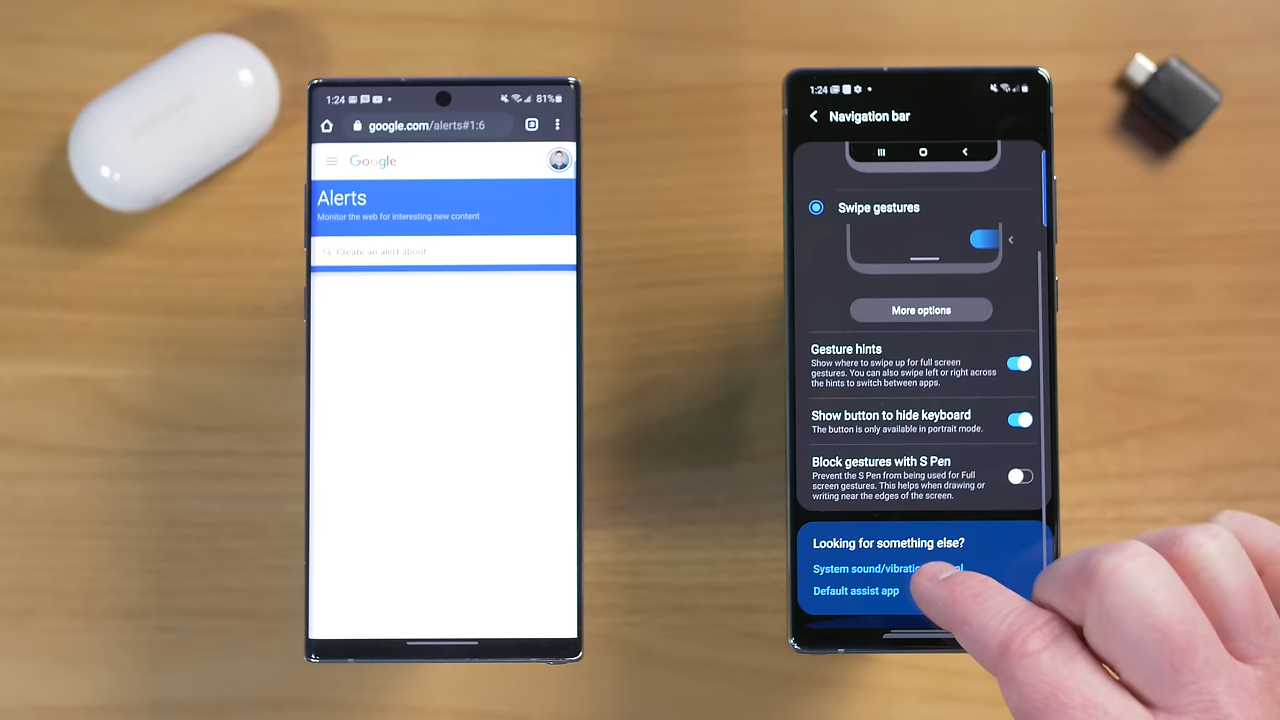 1:24
81%
google.com/alerts#1:6
Google
Alerts
Monitor the web for interesting new content
Create an alert about
1:24
Navigation bar
Swipe gestures
More options
Gesture hints
Show where to swipe up for full screen
gestures. You can also swipe left or right across
the hints to switch between apps.
Show button to hide keyboard
The button is only available in portrait mode.
Block gestures with S Pen
Prevent the S Pen from being used for Full
screen gestures. This helps when drawing or
writing near the edges of the screen.
Looking for something else?
System sound/vibratio
Default assist app